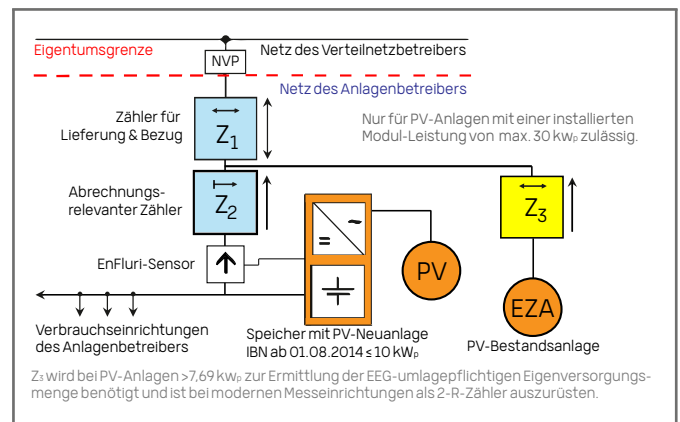 Eigentumsgrenze
Netz des Verteilnetzbetreibers
NVP
Netz des Anlagenbetreibers
Zähler für
Lieferung & Bezug
Z1
Nur für PV-Anlagen mit einer installierten
Modul-Leistung von max. 30 kwp zulässig.
Abrechnungs-
relevanter Zähler
Z2
Z3
EnFluri-Sensor
PV
EZA
Verbrauchseinrichtungen
des Anlagenbetreibers
Speicher mit PV-Neuanlage
IBN ab 01.08.2014 ≤ 10 kWp
PV-Bestandsanlage
Z3 wird bei PV-Anlagen >7,69 kwp zur Ermittlung der EEG-umlagepflichtigen Eigenversorgungs-
menge benötigt und ist bei modernen Messeinrichtungen als 2-R-Zähler auszurüsten.